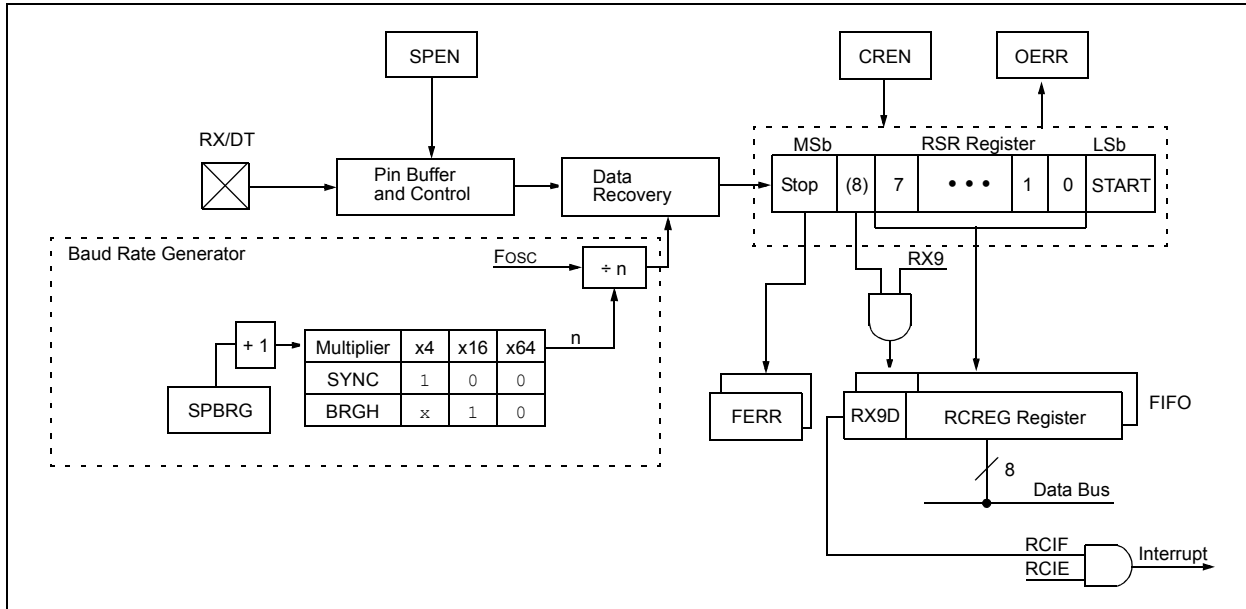 SPEN
CREN
OERR
RX/DT
MSb RSR Register LSb
Pin Buffer
and Control
Data
Recovery
Stop (8) 7 • • • 1 0 START
Baud Rate Generator
FOSC
÷ n
RX9
n
+ 1
Multiplier x4 x16 x64
SYNC 1 0 0
BRGH x 1 0
SPBRG
FERR
RX9D RCREG Register
FIFO
8
Data Bus
RCIF
RCIE
Interrupt